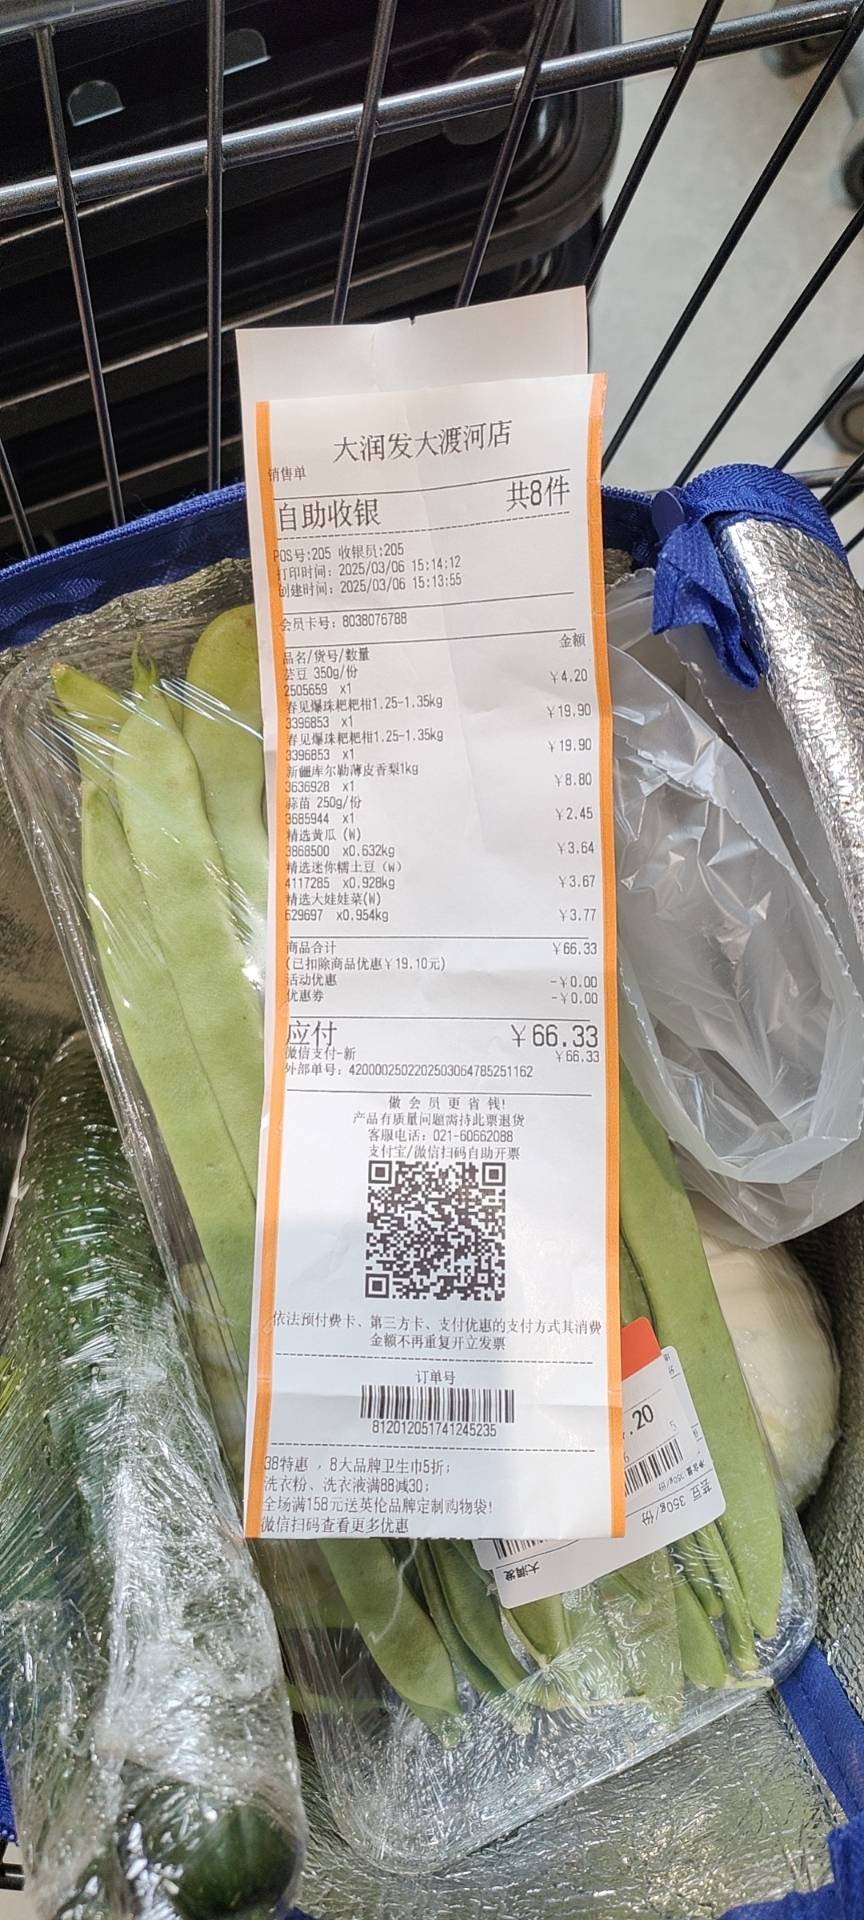 大润发大渡河店
销售单
自助收银 共8件
POS号:205 收银员:205
打印时间: 2025/03/06 15:14:12
创建时间: 2025/03/06 15:13:55
会员卡号: 8038076788
品名/货号/数量 金额
芸豆 350g/份 ¥4.20
2505659 x1
春见爆珠粑粑柑1.25-1.35kg ¥19.90
3396853 x1
春见爆珠粑粑柑1.25-1.35kg ¥19.90
3396853 x1
新疆库尔勒薄皮香梨1kg ¥8.80
3636928 x1
蒜苗 250g/份 ¥2.45
3685944 x1
精选黄瓜(W) ¥3.64
3868500 x0.632kg
精选迷你糯土豆(W) ¥3.67
4117285 x0.928kg
精选大娃娃菜(W) ¥3.77
629697 x0.954kg
商品合计 ¥66.33
(已扣除商品优惠¥19.10元)
活动优惠 -¥0.00
优惠券 -¥0.00
应付 ¥66.33
微信支付-新 ¥66.33
外部单号: 4200002502202503064785251162
做会员更省钱!
产品有质量问题需持此票退货
客服电话: 021-60662088
支付宝/微信扫码自助开票
依法预付费卡、第三方卡、支付优惠的支付方式其消费
金额不再重复开立发票
订单号
812012051741245235
38特惠,8大品牌卫生巾5折;
洗衣粉、洗衣液满88减30;
全场满158元送英伦品牌定制购物袋!
微信扫码查看更多优惠
.20
芸豆 350g/份
大润发